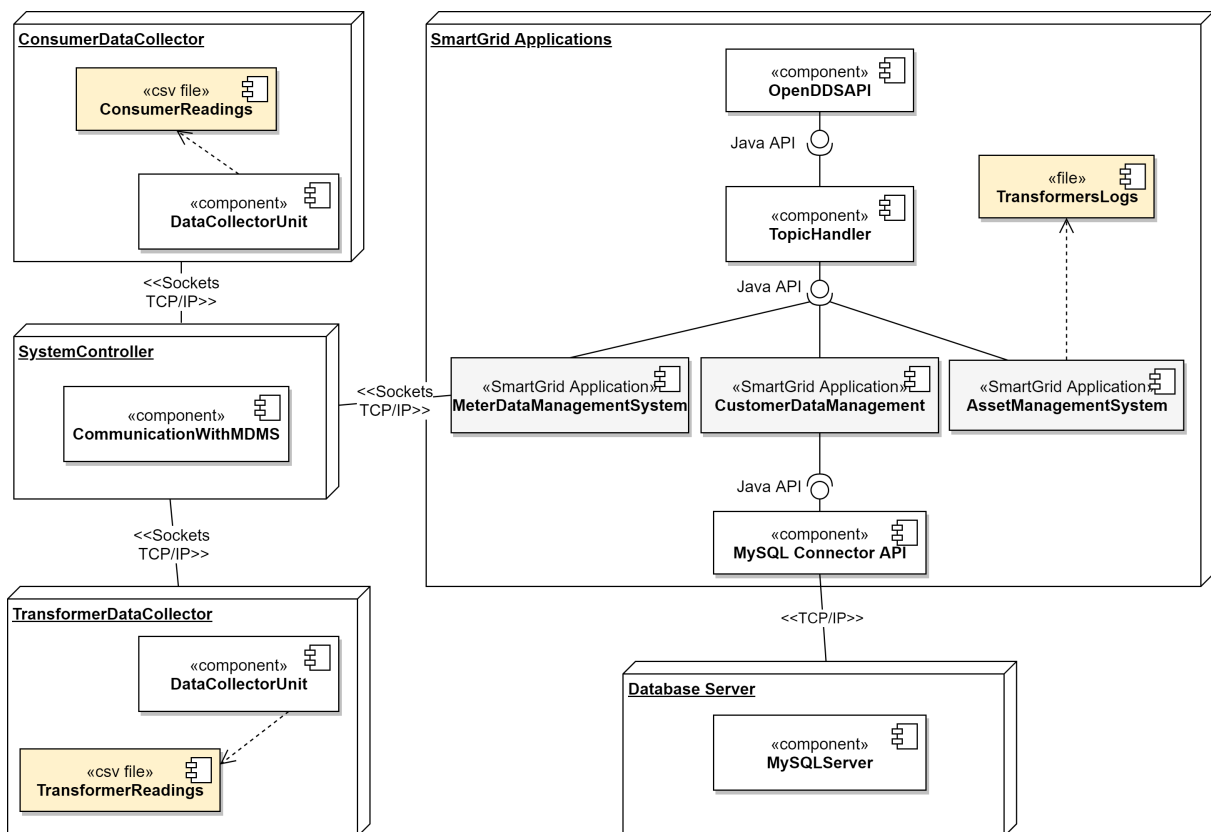 ConsumerDataCollector
«csv file»
ConsumerReadings
«component»
DataCollectorUnit
<<Sockets
TCP/IP>>
SystemController
«component»
CommunicationWithMDMS
<<Sockets
TCP/IP>>
<<Sockets
TCP/IP>>
TransformerDataCollector
«component»
DataCollectorUnit
«csv file»
TransformerReadings
SmartGrid Applications
«component»
OpenDDSAPI
Java API
«component»
TopicHandler
«file»
TransformersLogs
Java API
«SmartGrid Application»
MeterDataManagementSystem
«SmartGrid Application»
CustomerDataManagement
«SmartGrid Application»
AssetManagementSystem
Java API
«component»
MySQL Connector API
<<TCP/IP>>
Database Server
«component»
MySQLServer